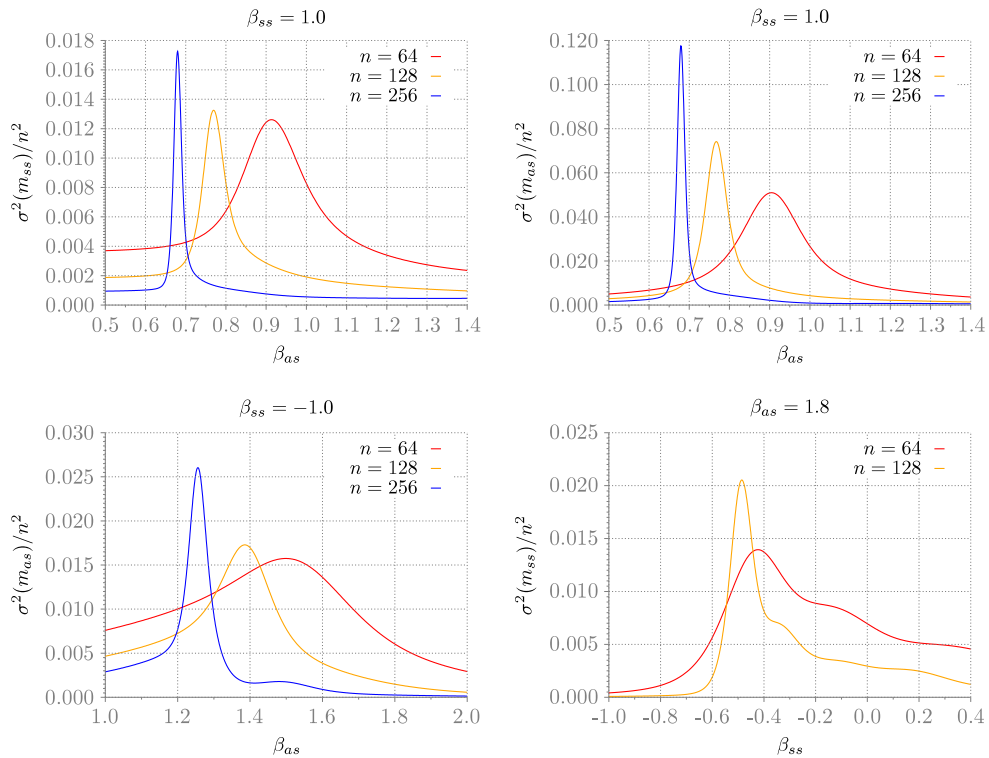 β_ss = 1.0
σ²(m_ss)/n²
0.018
0.016
0.014
0.012
0.010
0.008
0.006
0.004
0.002
0.000
n = 64
n = 128
n = 256
0.5 0.6 0.7 0.8 0.9 1.0 1.1 1.2 1.3 1.4
β_as
β_ss = 1.0
σ²(m_as)/n²
0.120
0.100
0.080
0.060
0.040
0.020
0.000
n = 64
n = 128
n = 256
0.5 0.6 0.7 0.8 0.9 1.0 1.1 1.2 1.3 1.4
β_as
β_ss = −1.0
σ²(m_as)/n²
0.030
0.025
0.020
0.015
0.010
0.005
0.000
n = 64
n = 128
n = 256
1.0 1.2 1.4 1.6 1.8 2.0
β_as
β_as = 1.8
σ²(m_ss)/n²
0.025
0.020
0.015
0.010
0.005
0.000
n = 64
n = 128
-1.0 -0.8 -0.6 -0.4 -0.2 0.0 0.2 0.4
β_ss